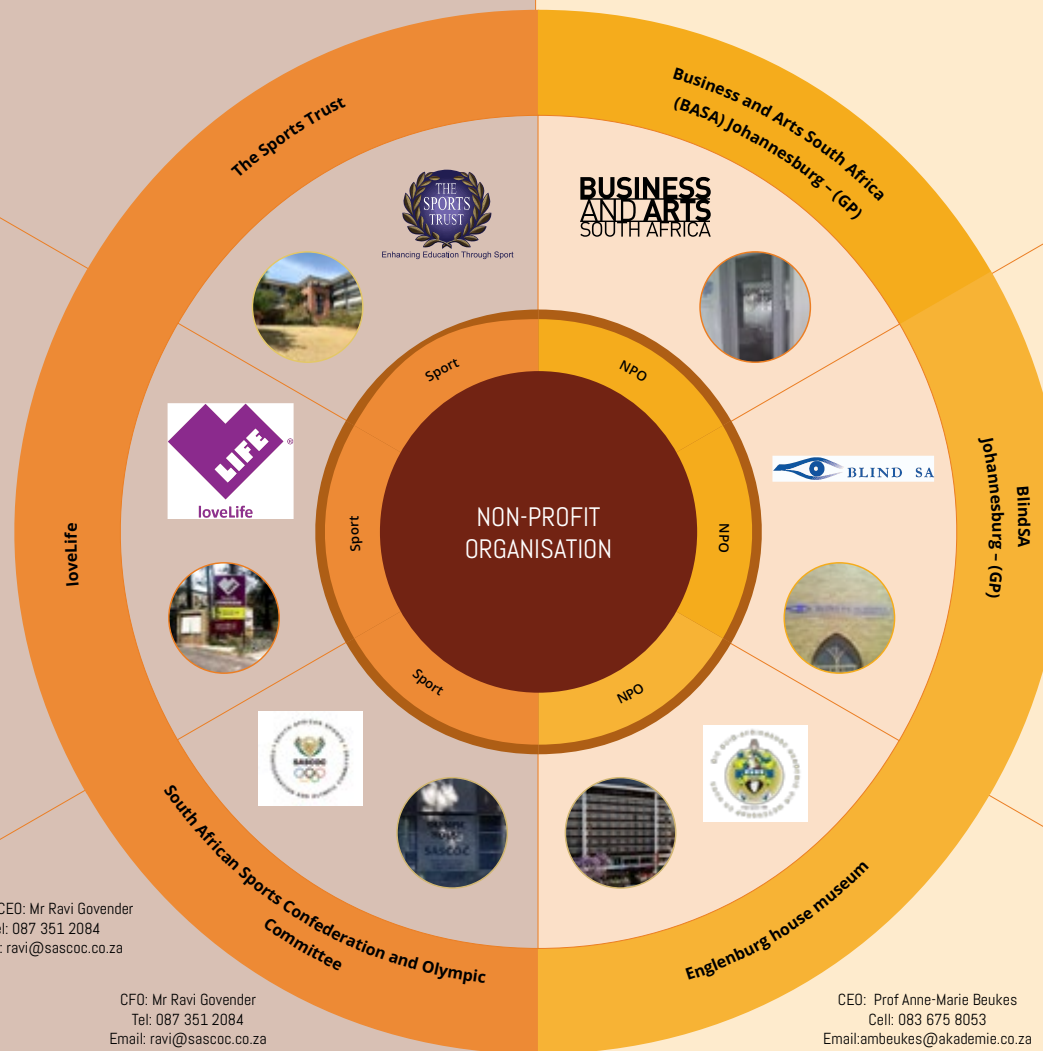 The Sports Trust
Business and Arts South Africa
(BASA) Johannesburg – (GP)
THE
SPORTS
TRUST
Enhancing Education Through Sport
BUSINESS
AND ARTS
SOUTH AFRICA
Sport
NPO
LIFE
loveLife
BLIND SA
loveLife
Sport
NON-PROFIT
ORGANISATION
NPO
BlindSA
Johannesburg – (GP)
Sport
NPO
SASCOC
SASCOC
South African Sports Confederation and Olympic
Committee
Englenburg house museum
CEO: Mr Ravi Govender
el: 087 351 2084
: ravi@sascoc.co.za
CFO: Mr Ravi Govender
Tel: 087 351 2084
Email: ravi@sascoc.co.za
CEO: Prof Anne-Marie Beukes
Cell: 083 675 8053
Email:ambeukes@akademie.co.za